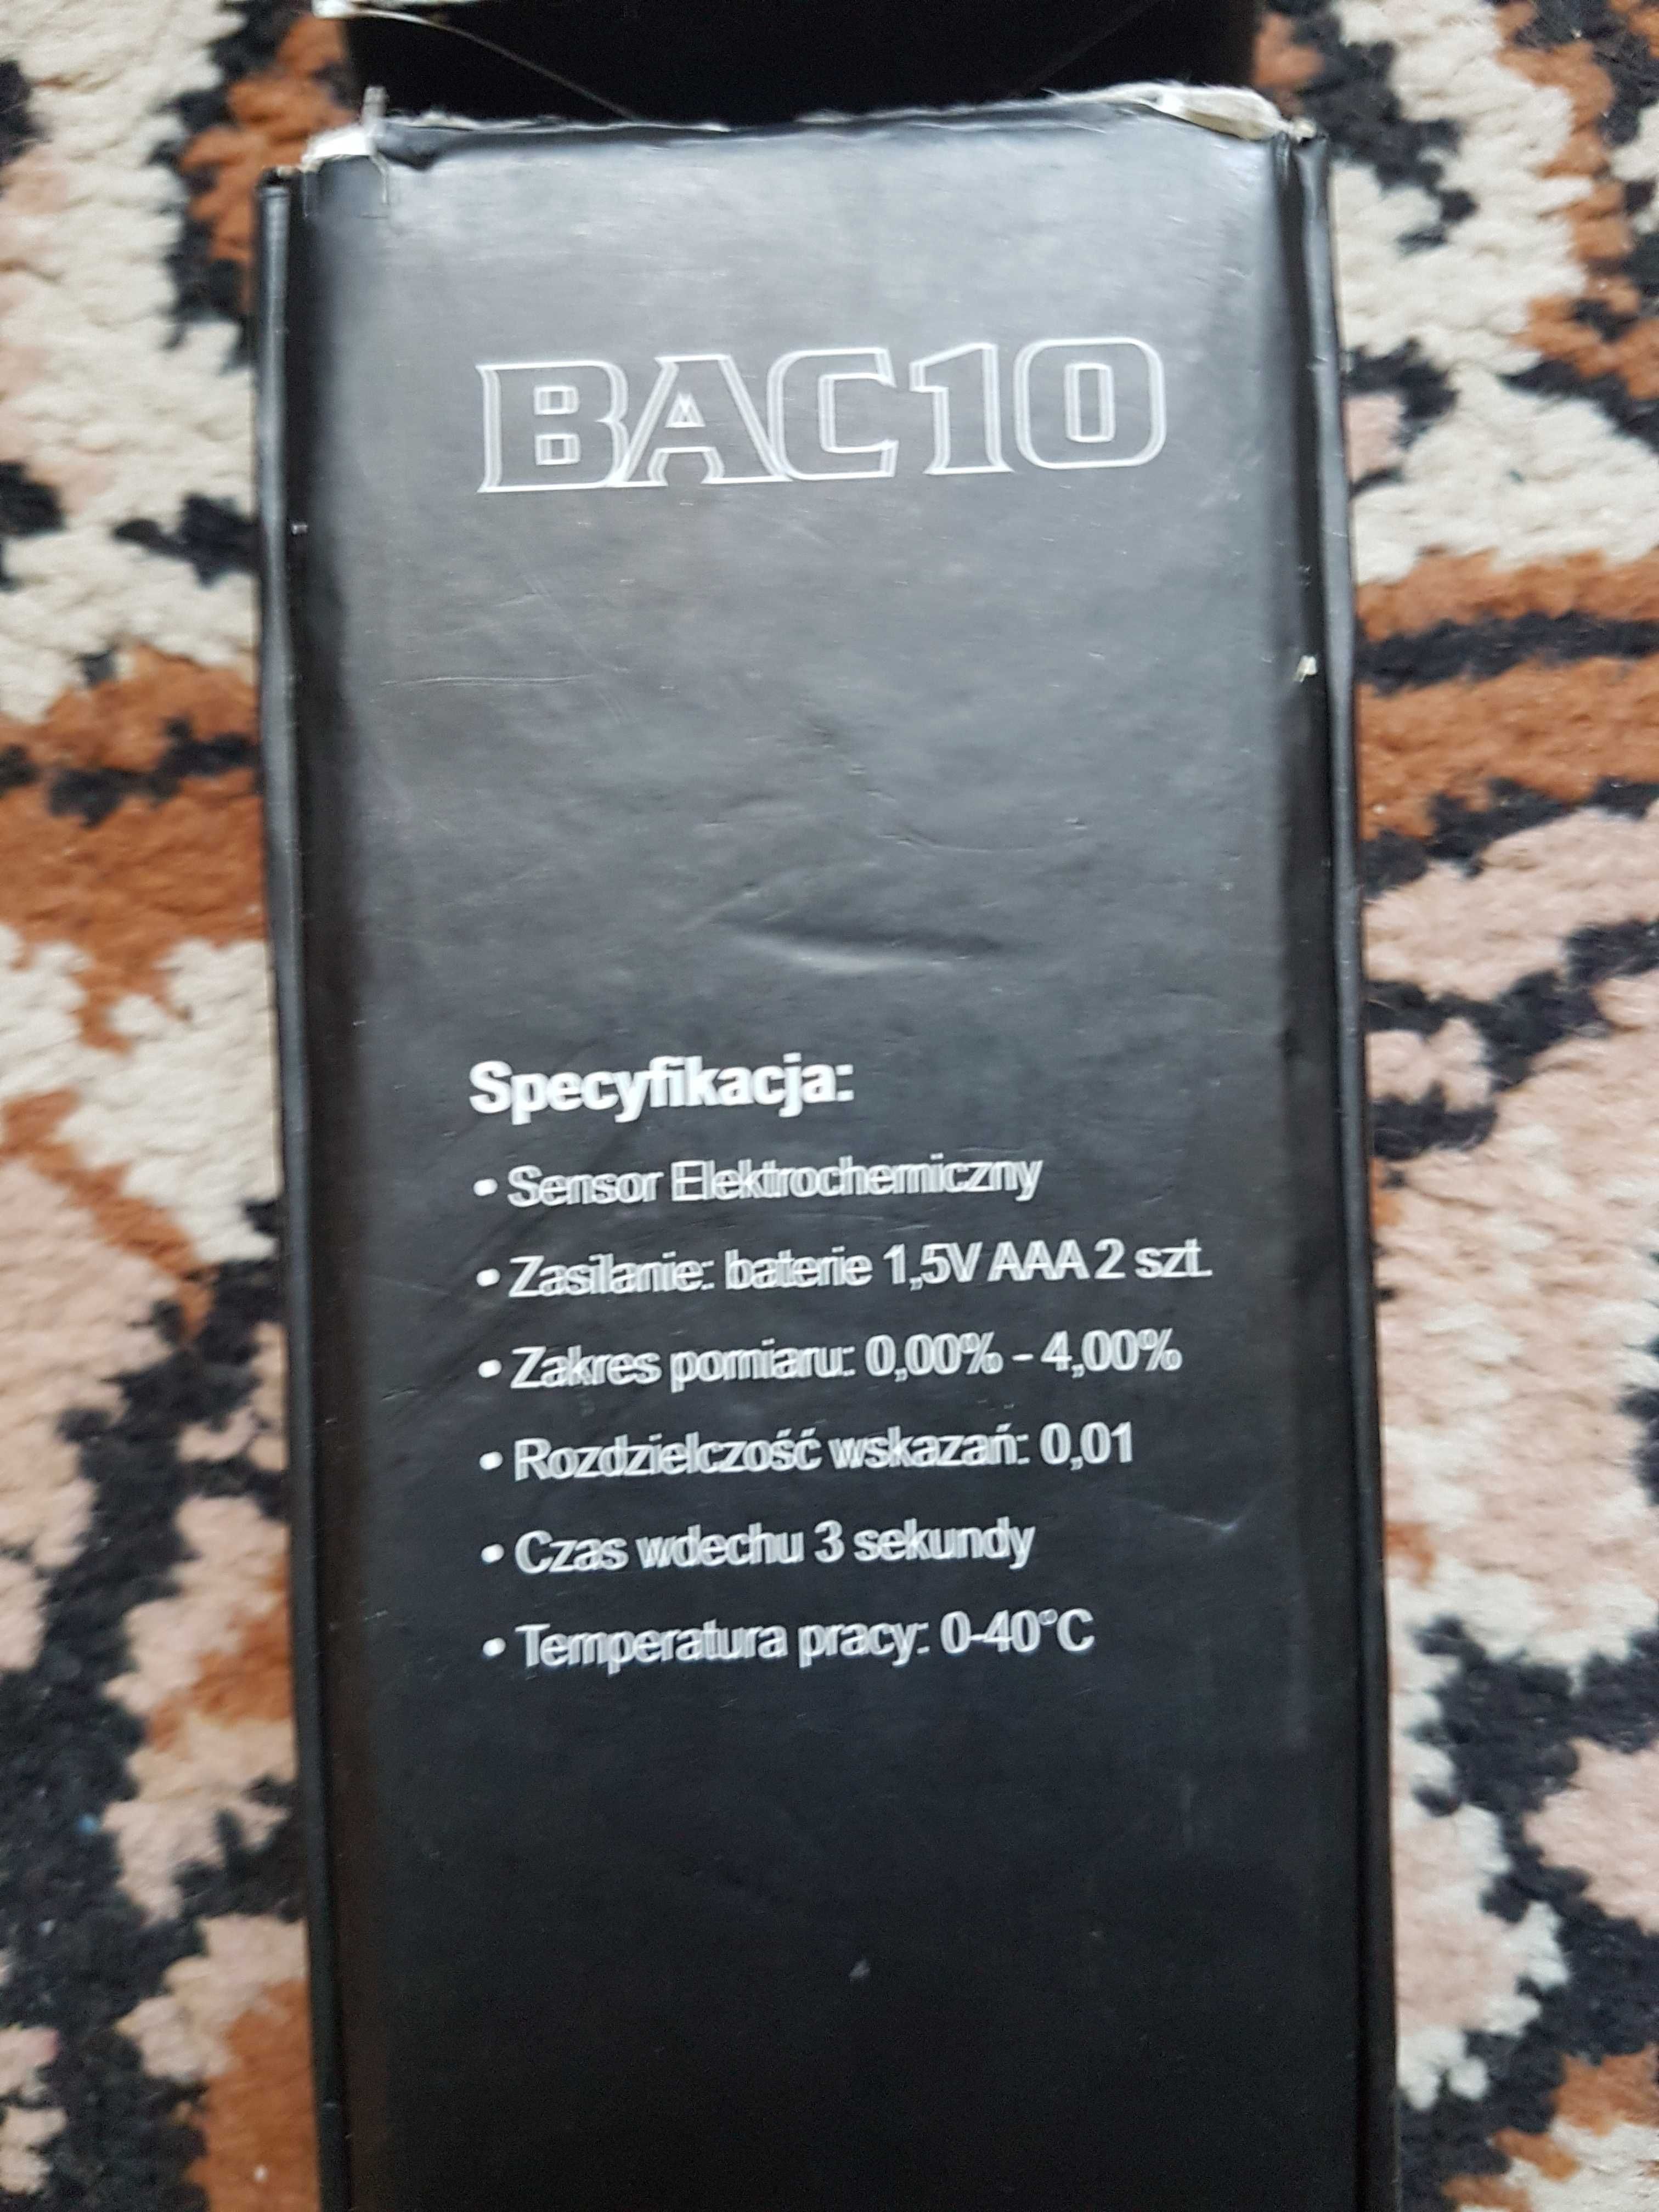 BAC10
Specyfikacja:
• Sensor Elektrochemiczny
• Zasilanie: baterie 1,5V AAA 2 szt.
• Zakres pomiaru: 0,00% - 4,00%
• Rozdzielczość wskazań: 0,01
• Czas wdechu 3 sekundy
• Temperatura pracy: 0-40°C